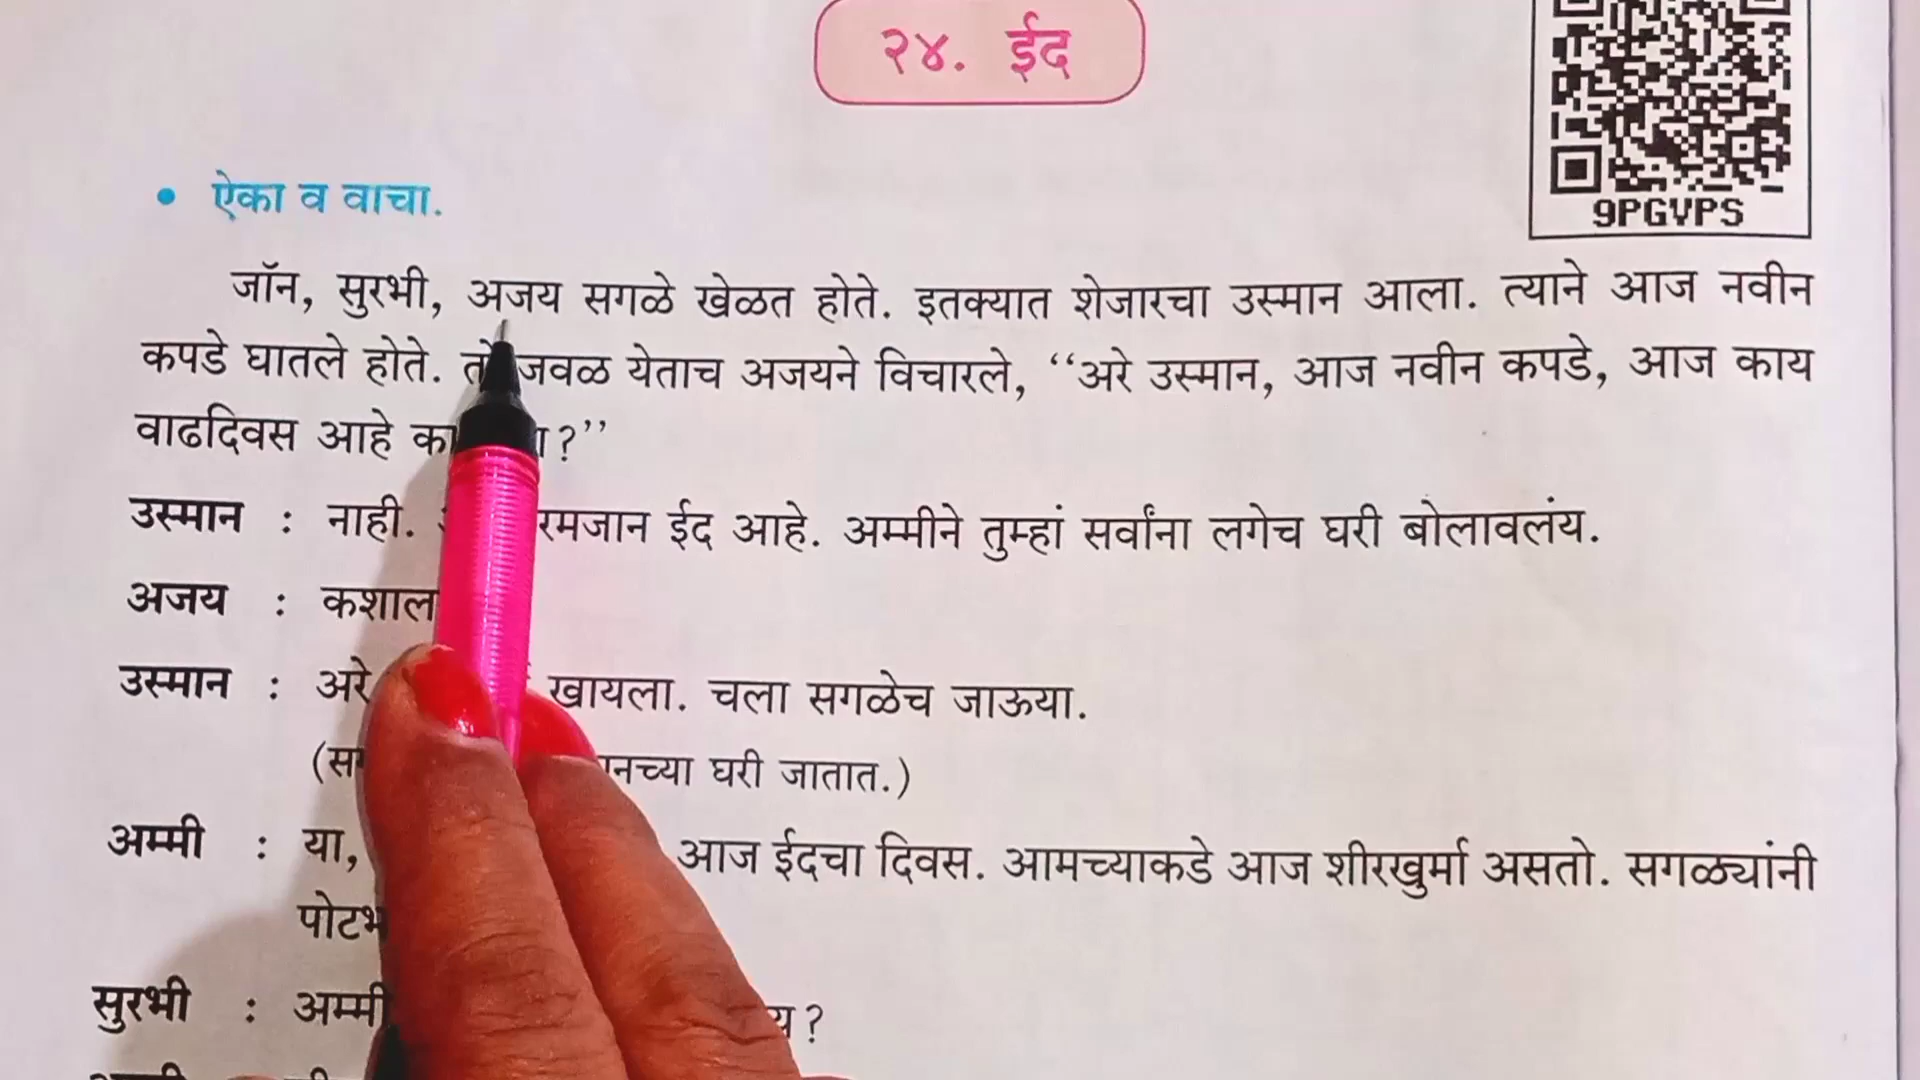 २४. ईद
9PGVPS
• ऐका व वाचा.
जॉन, सुरभी, अजय सगळे खेळत होते. इतक्यात शेजारचा उस्मान आला. त्याने आज नवीन
कपडे घातले होते. जवळ येताच अजयने विचारले, ‘‘अरे उस्मान, आज नवीन कपडे, आज काय
वाढदिवस आहे ?’’
उस्मान : नाही. रमजान ईद आहे. अम्मीने तुम्हां सर्वांना लगेच घरी बोलावलंय.
अजय :
उस्मान : अरे खायला. चला सगळेच जाऊया.
घरी जातात.)
अम्मी : या, आज ईदचा दिवस. आमच्याकडे आज शीरखुर्मा असतो. सगळ्यांनी
सुरभी : अम्मी ?